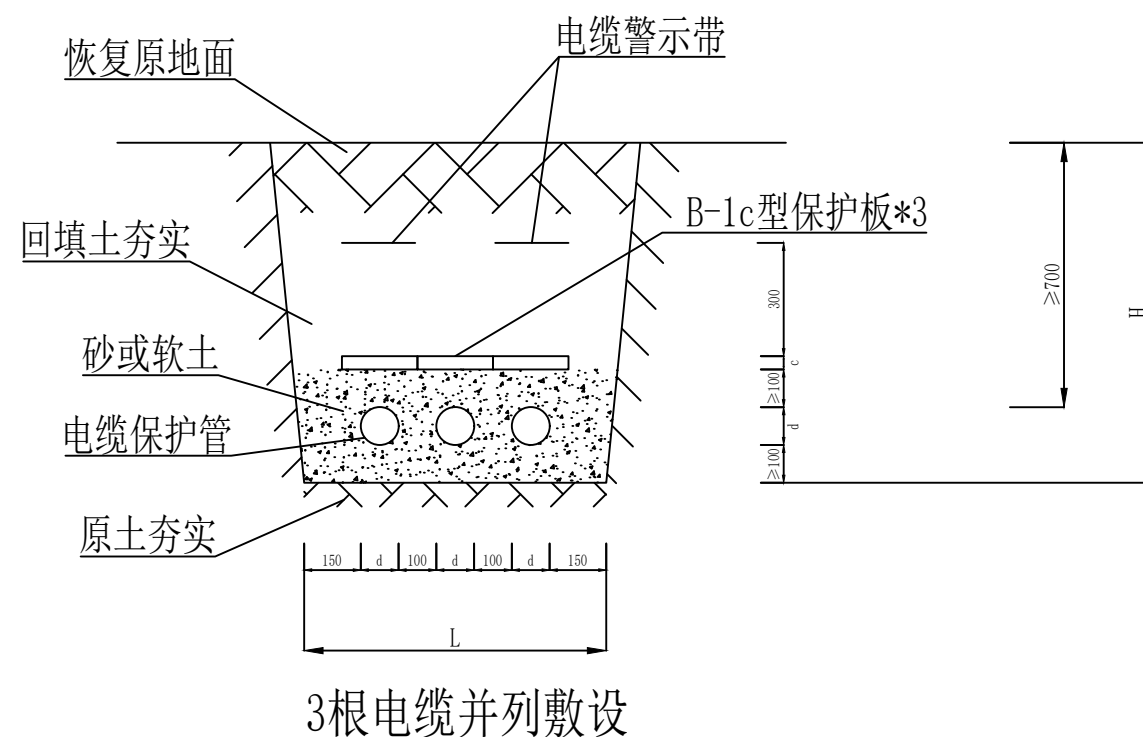 恢复原地面
电缆警示带
B-1c型保护板*3
回填土夯实
砂或软土
电缆保护管
原土夯实
300
c
≥100
d
≥100
≥700
H
150 d 100 d 100 d 150
L
3根电缆并列敷设